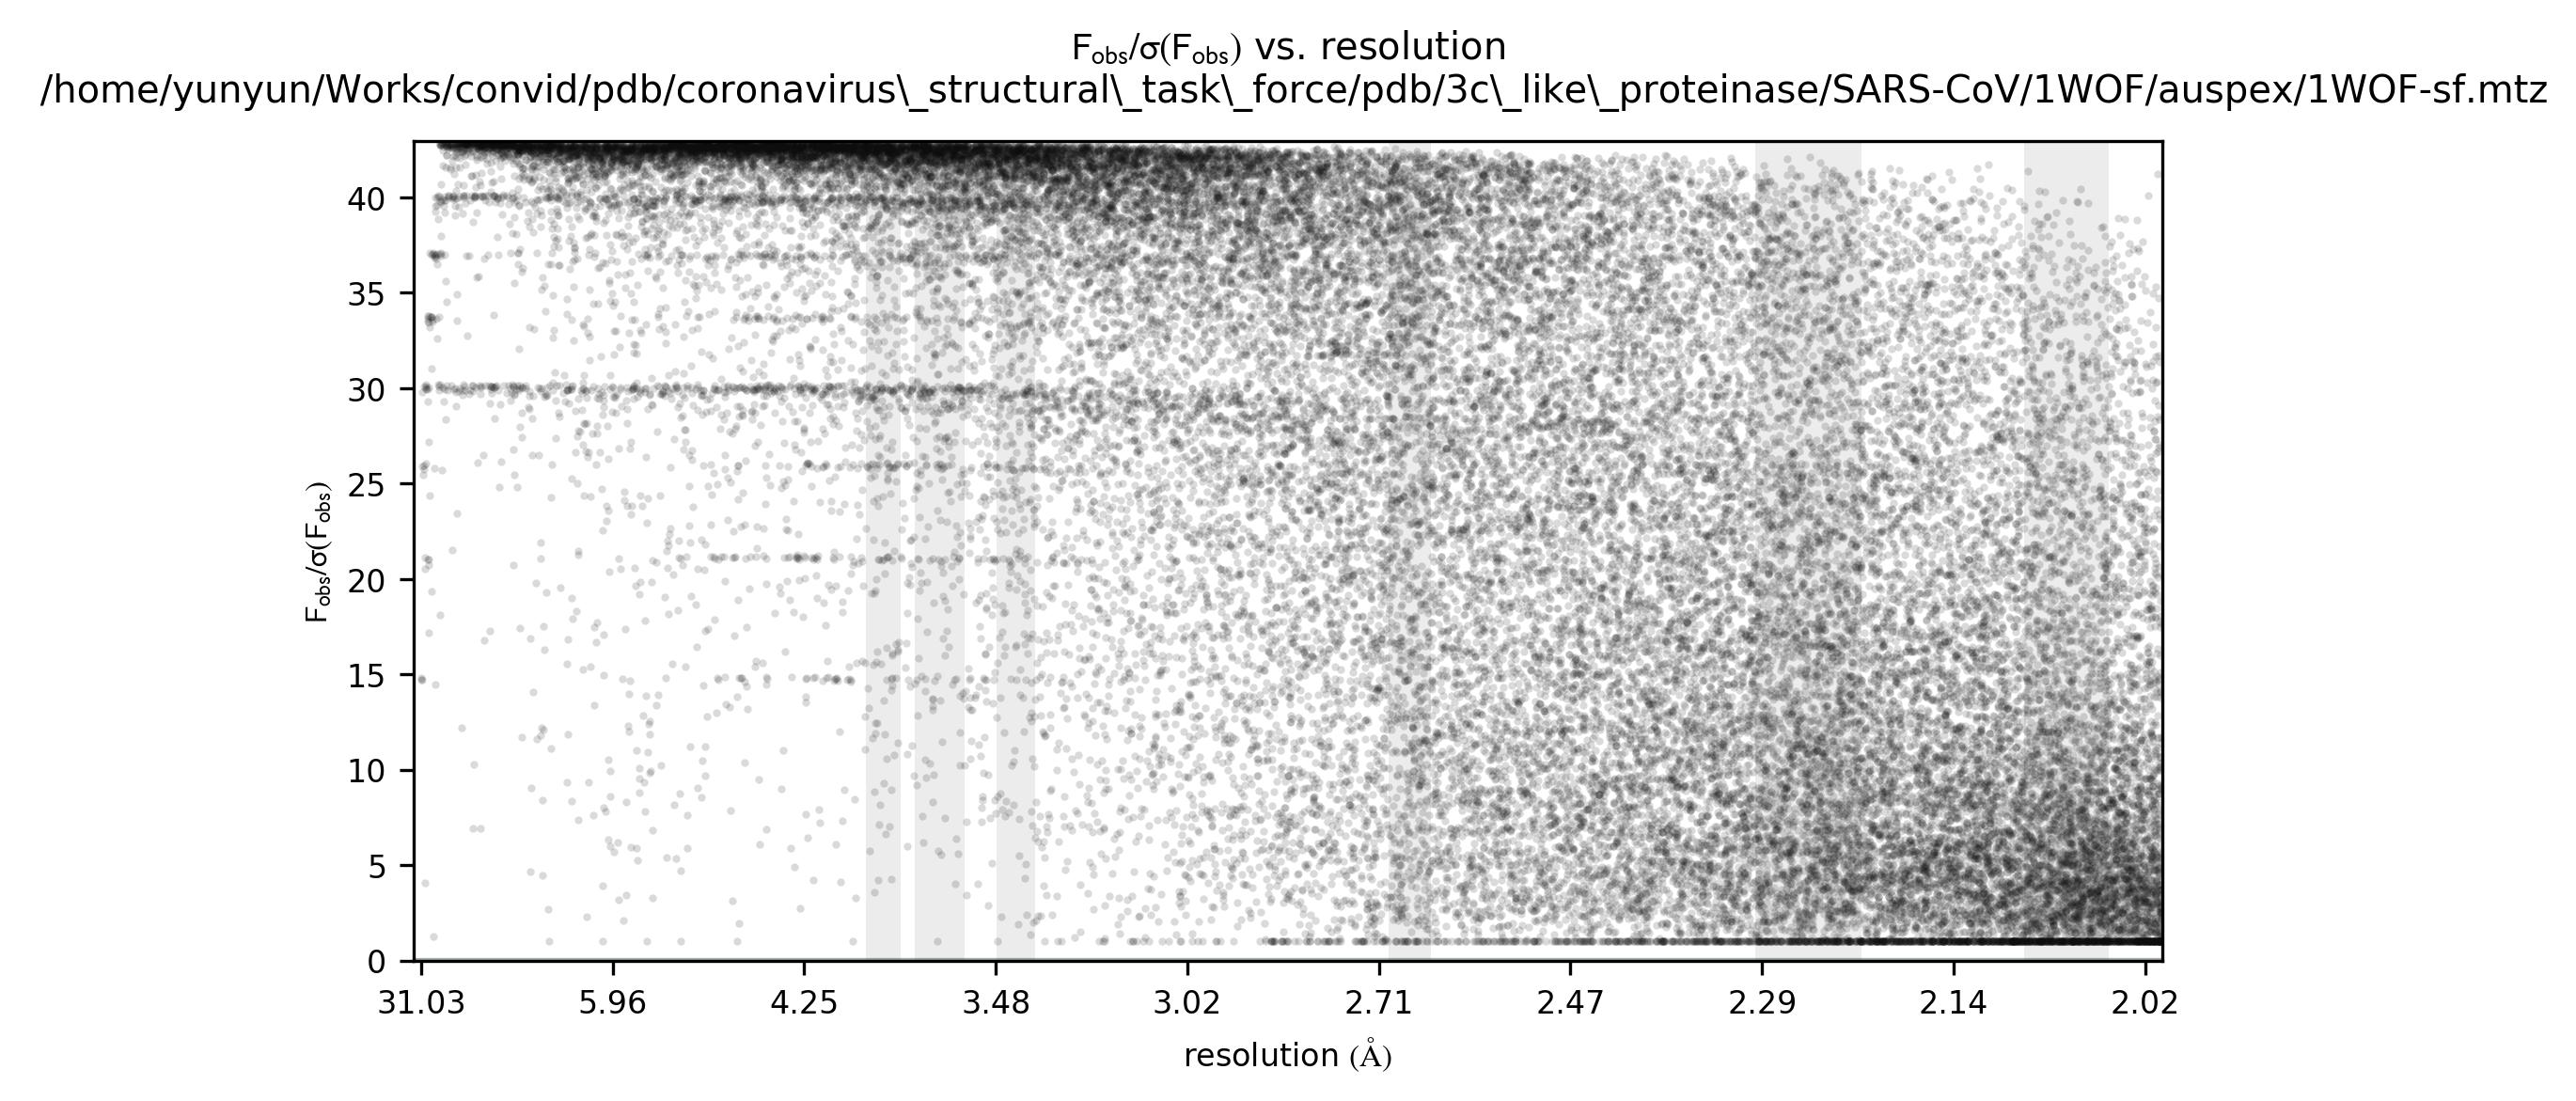 Fobs/σ(Fobs) vs. resolution
/home/yunyun/Works/convid/pdb/coronavirus\_structural\_task\_force/pdb/3c\_like\_proteinase/SARS-CoV/1WOF/auspex/1WOF-sf.mtz
40
35
30
25
20
15
10
5
0
Fobs/σ(Fobs)
31.03 5.96 4.25 3.48 3.02 2.71 2.47 2.29 2.14 2.02
resolution (Å)